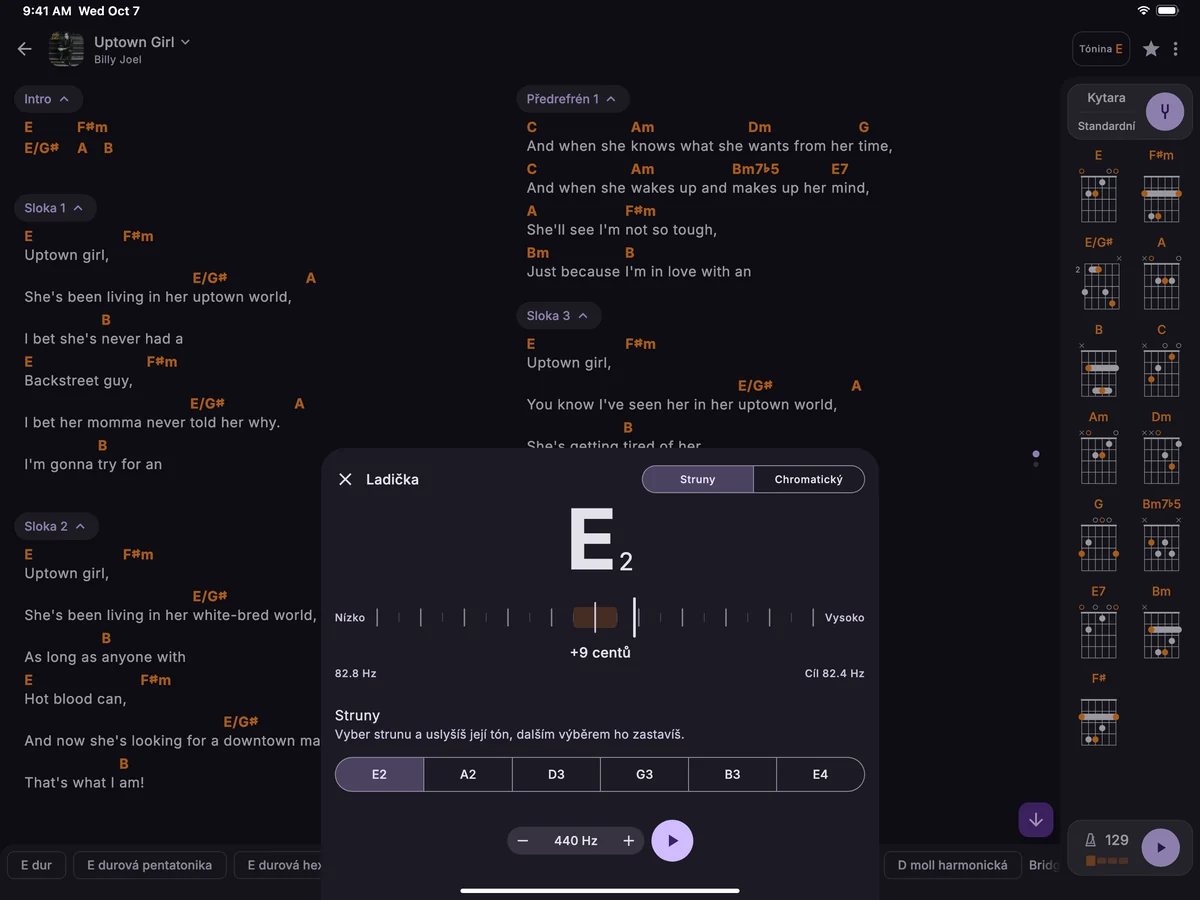 9:41 AM Wed Oct 7
Uptown Girl
Billy Joel
Tónina E
Intro
E F#m
E/G# A B
Sloka 1
E F#m
Uptown girl,
E/G# A
She's been living in her uptown world,
B
I bet she's never had a
E F#m
Backstreet guy,
E/G# A
I bet her momma never told her why.
B
I'm gonna try for an
Sloka 2
E F#m
Uptown girl,
E/G#
She's been living in her white-bred world,
B
As long as anyone with
E F#m
Hot blood can,
E/G#
And now she's looking for a downtown ma
B
That's what I am!
Předrefrén 1
C Am Dm G
And when she knows what she wants from her time,
C Am Bm7♭5 E7
And when she wakes up and makes up her mind,
A F#m
She'll see I'm not so tough,
Bm B
Just because I'm in love with an
Sloka 3
E F#m
Uptown girl,
E/G# A
You know I've seen her in her uptown world,
B
She's getting tired of her
Kytara
Standardní
E F#m
E/G# A
2
B C
Am Dm
G Bm7♭5
E7 Bm
F#
129
Ladička
Struny Chromatický
E2
Nízko Vysoko
+9 centů
82.8 Hz Cíl 82.4 Hz
Struny
Vyber strunu a uslyšíš její tón, dalším výběrem ho zastavíš.
E2 A2 D3 G3 B3 E4
440 Hz
E dur E durová pentatonika E durová hex D moll harmonická Bridg